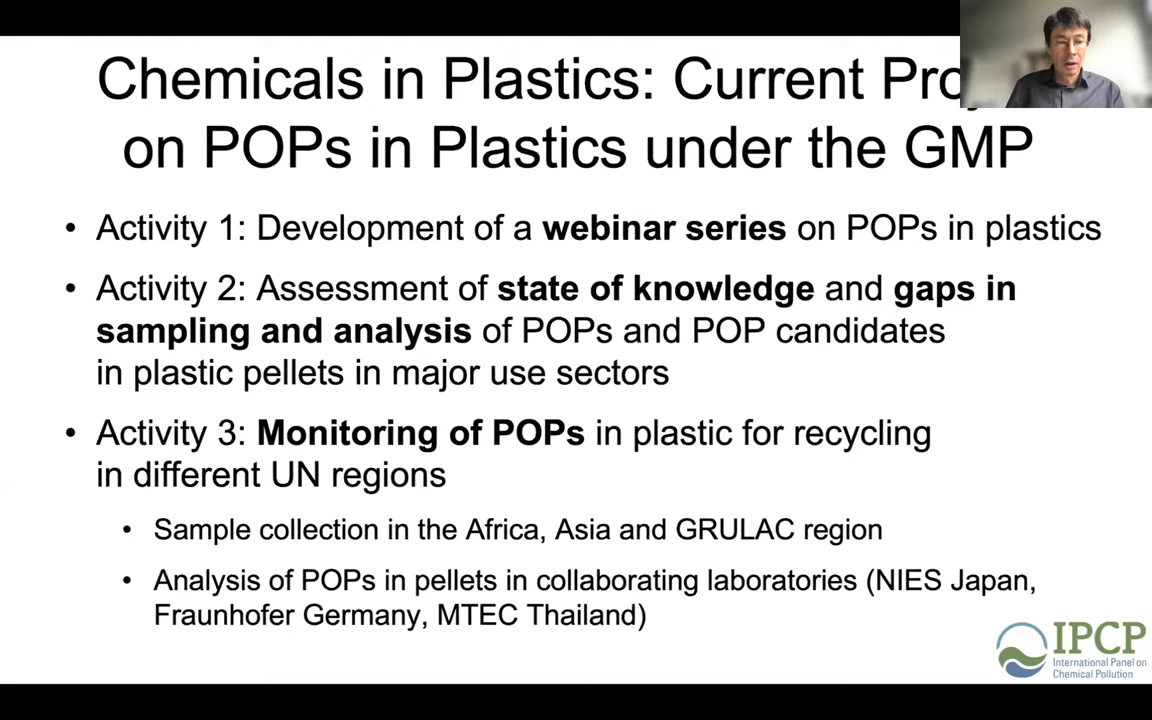 Chemicals in Plastics: Current
on POPs in Plastics under the GMP
• Activity 1: Development of a webinar series on POPs in plastics
• Activity 2: Assessment of state of knowledge and gaps in
sampling and analysis of POPs and POP candidates
in plastic pellets in major use sectors
• Activity 3: Monitoring of POPs in plastic for recycling
in different UN regions
• Sample collection in the Africa, Asia and GRULAC region
• Analysis of POPs in pellets in collaborating laboratories (NIES Japan,
Fraunhofer Germany, MTEC Thailand)
IPCP
International Panel on
Chemical Pollution